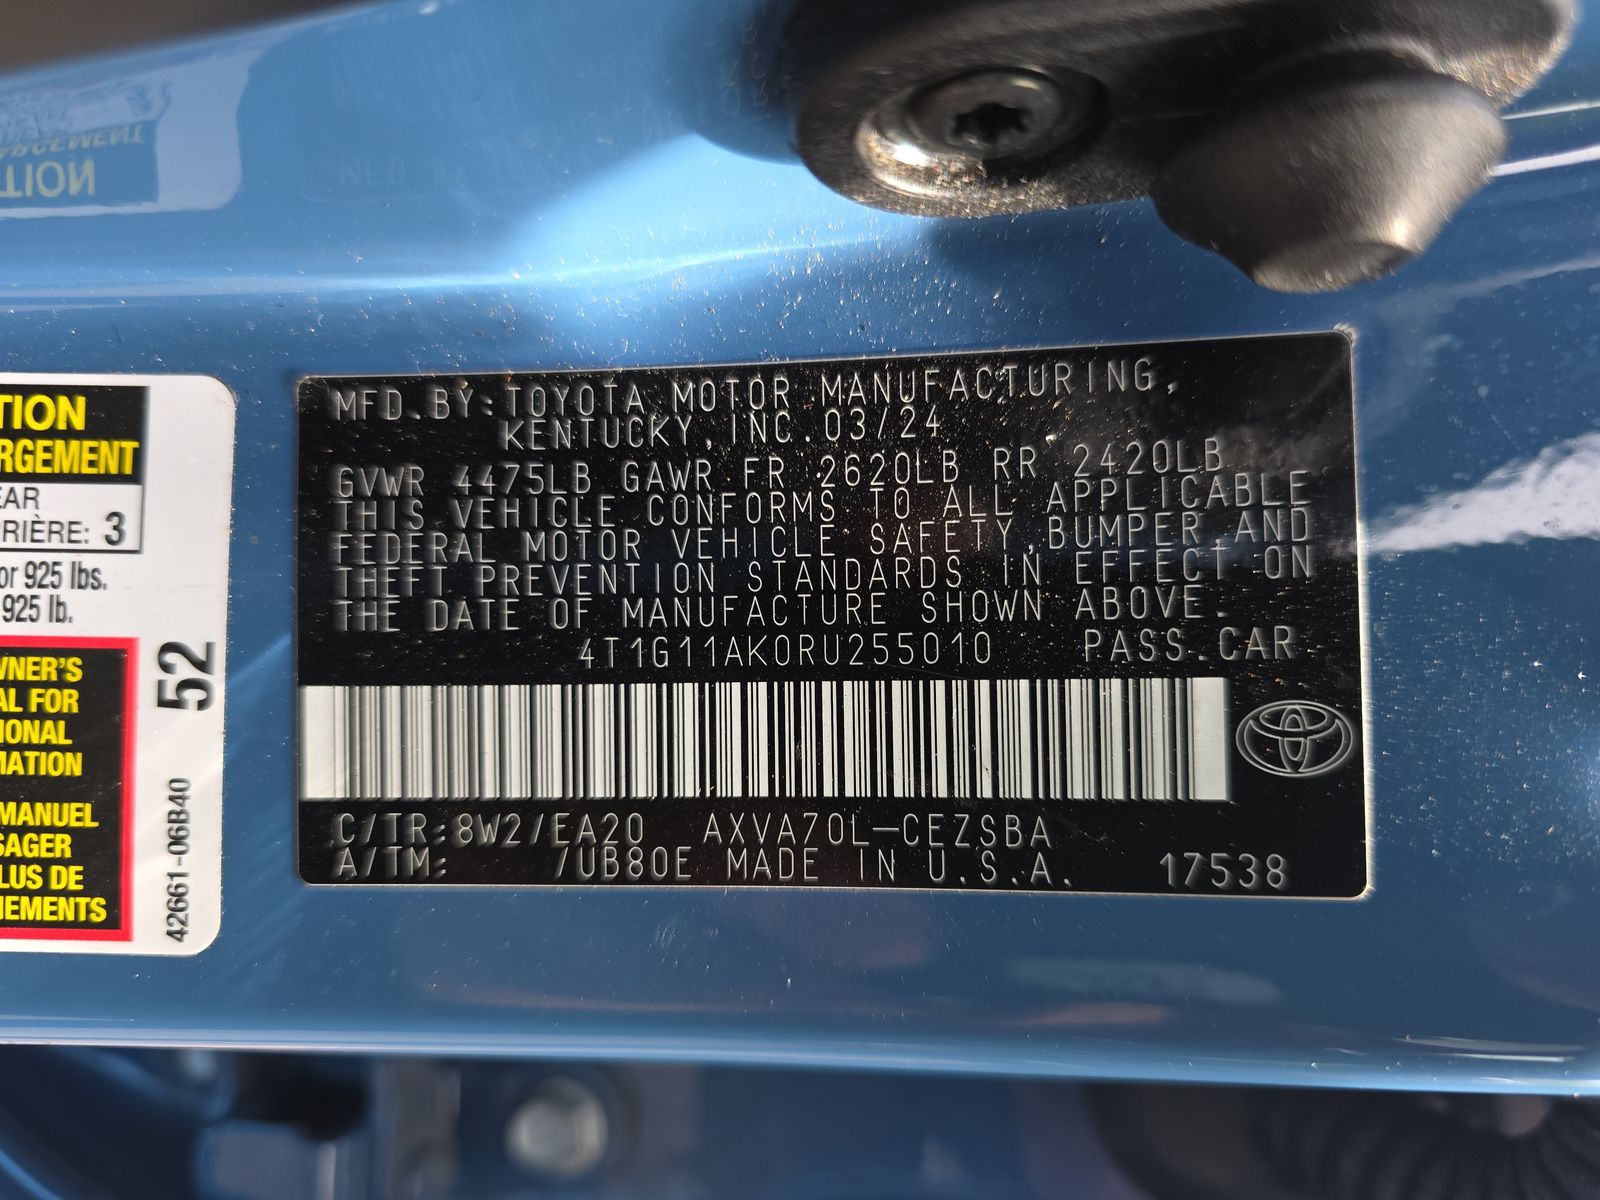 MFD. BY: TOYOTA MOTOR MANUFACTURING,
KENTUCKY, INC. 03/24
GVWR 4475LB GAWR FR 2620LB RR 2420LB
THIS VEHICLE CONFORMS TO ALL APPLICABLE
FEDERAL MOTOR VEHICLE SAFETY, BUMPER, AND
THEFT PREVENTION STANDARDS IN EFFECT ON
THE DATE OF MANUFACTURE SHOWN ABOVE.
4T1G11AK0RU255010 PASS. CAR
C/TR: 8W2/EA20 AXVA70L-CEZSBA
A/TM: /UB80E MADE IN U.S.A. 17538
TION
RGEMENT
EAR
RIÈRE: 3
or 925 lbs.
925 lb.
WNER'S
AL FOR
IONAL
MATION
MANUEL
SAGER
LUS DE
NEMENTS
52
42661-06B40
TION